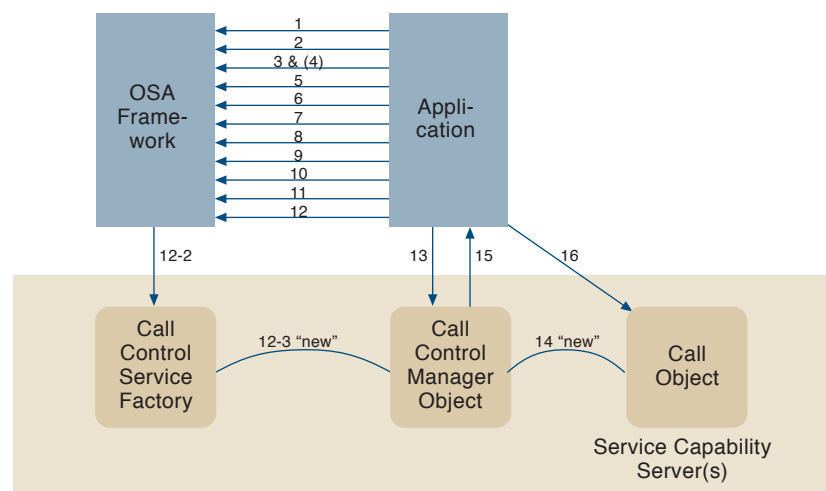 1
2
3 & (4)
5
6
7
8
9
10
11
12
OSA
Frame-
work
Appli-
cation
12-2
13
15
16
Call
Control
Service
Factory
12-3 “new”
Call
Control
Manager
Object
14 “new”
Call
Object
Service Capability
Server(s)